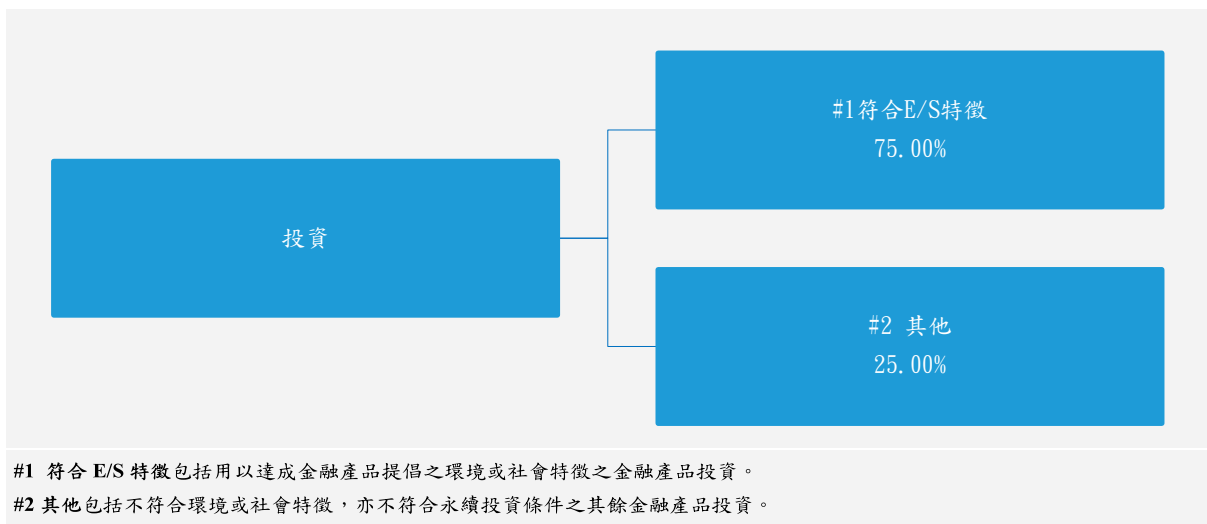 投資
#1符合E/S特徵
75.00%
#2 其他
25.00%
#1 符合 E/S 特徵包括用以達成金融產品提倡之環境或社會特徵之金融產品投資。
#2 其他包括不符合環境或社會特徵，亦不符合永續投資條件之其餘金融產品投資。